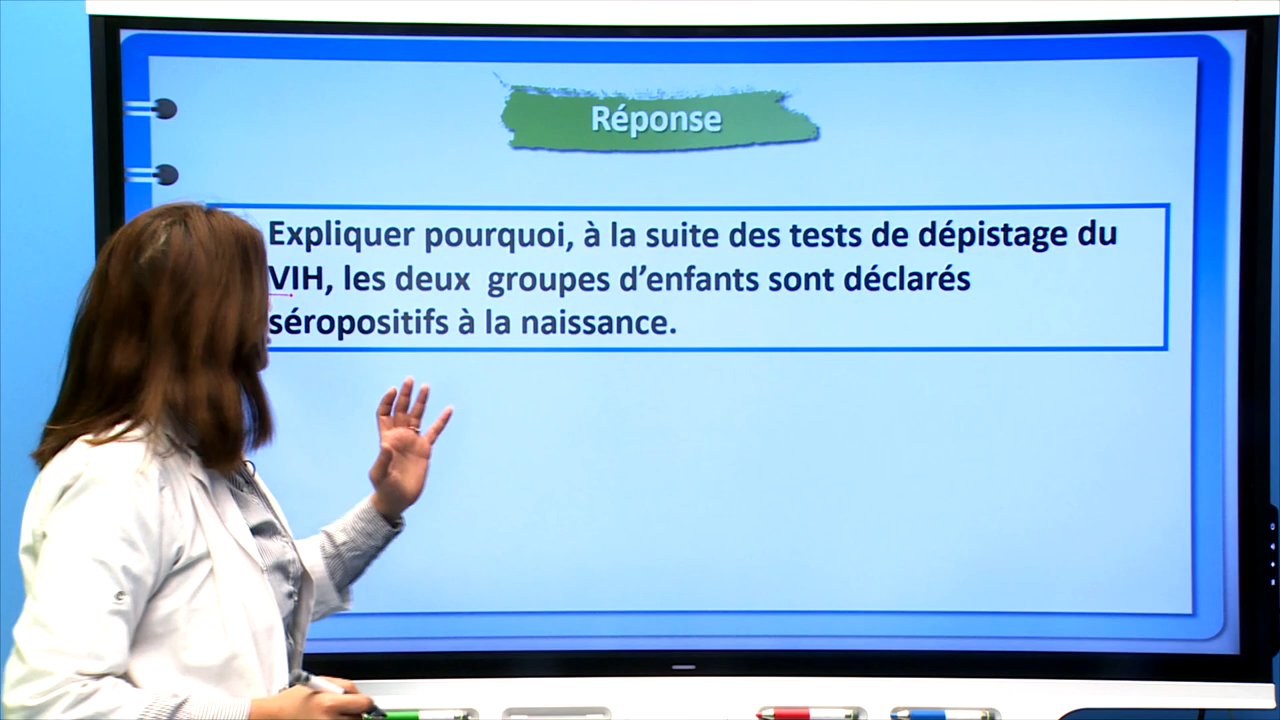 Réponse
Expliquer pourquoi, à la suite des tests de dépistage du
VIH, les deux groupes d'enfants sont déclarés
séropositifs à la naissance.